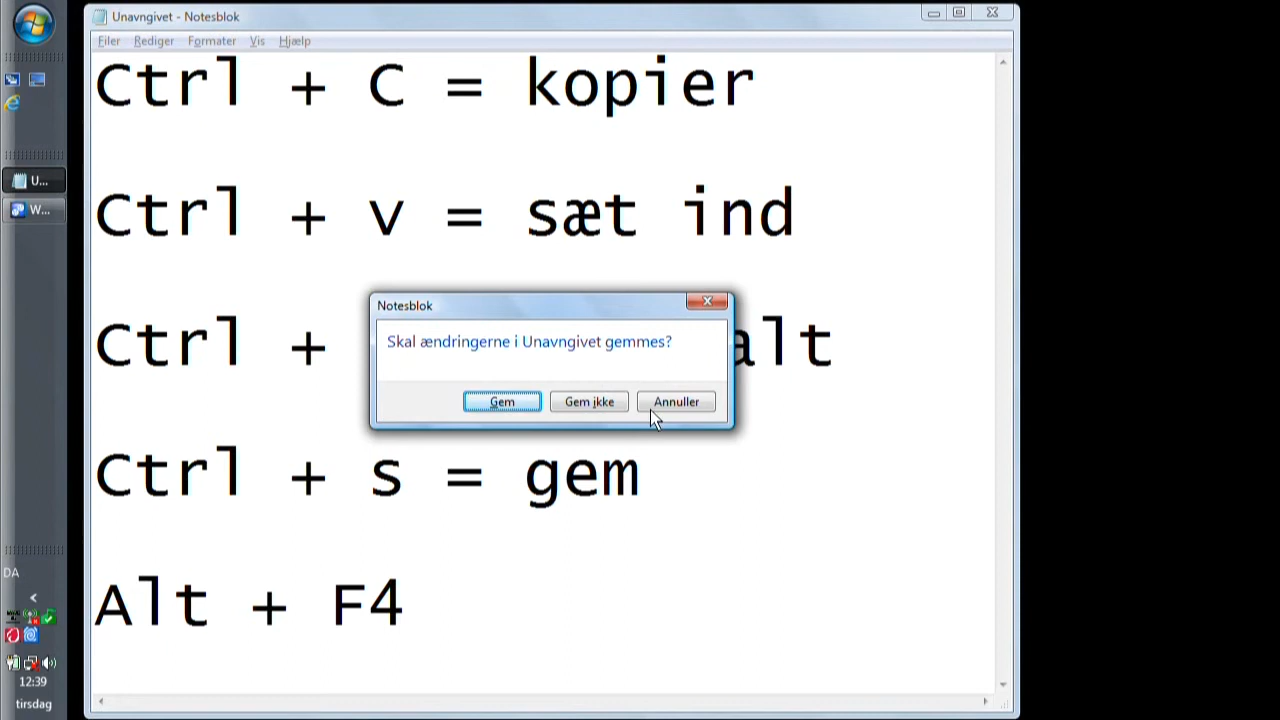 Unavngivet - Notesblok
Filer Rediger Formater Vis Hjælp
Ctrl + C = kopier
Ctrl + v = sæt ind
Ctrl + alt
Ctrl + s = gem
Alt + F4
Notesblok
Skal ændringerne i Unavngivet gemmes?
Gem Gem ikke Annuller
U...
W...
DA
12:39
tirsdag